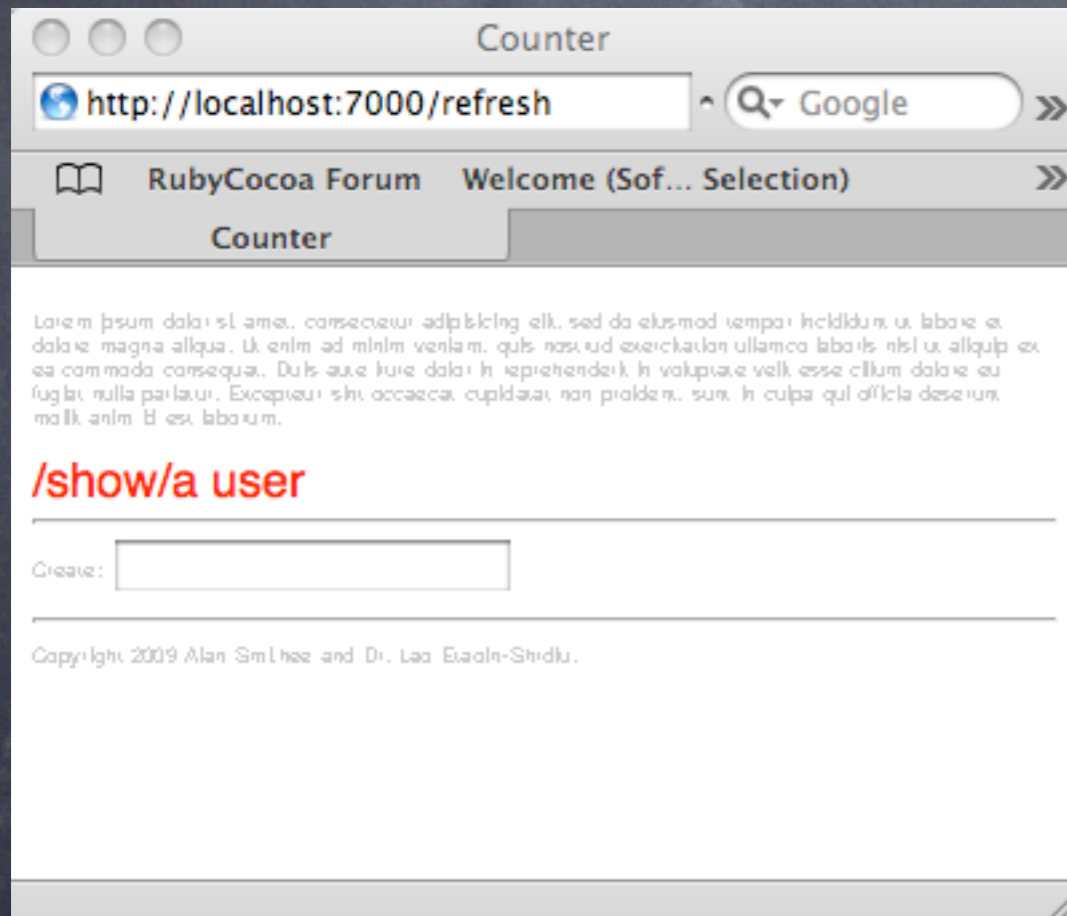 Counter
http://localhost:7000/refresh
Google
RubyCocoa Forum
Welcome (Sof... Selection)
Counter
Lorem ipsum dolor sit amet, consectetur adipisicing elit, sed do eiusmod tempor incididunt ut labore et
dolore magna aliqua. Ut enim ad minim veniam, quis nostrud exercitation ullamco laboris nisi ut aliquip ex
ea commodo consequat. Duis aute irure dolor in reprehenderit in voluptate velit esse cillum dolore eu
fugiat nulla pariatur. Excepteur sint occaecat cupidatat non proident, sunt in culpa qui officia deserunt
mollit anim id est laborum.
/show/a user
Create:
Copyright 2009 Alan Smithee and Dr. Etaoin-Shrdlu.